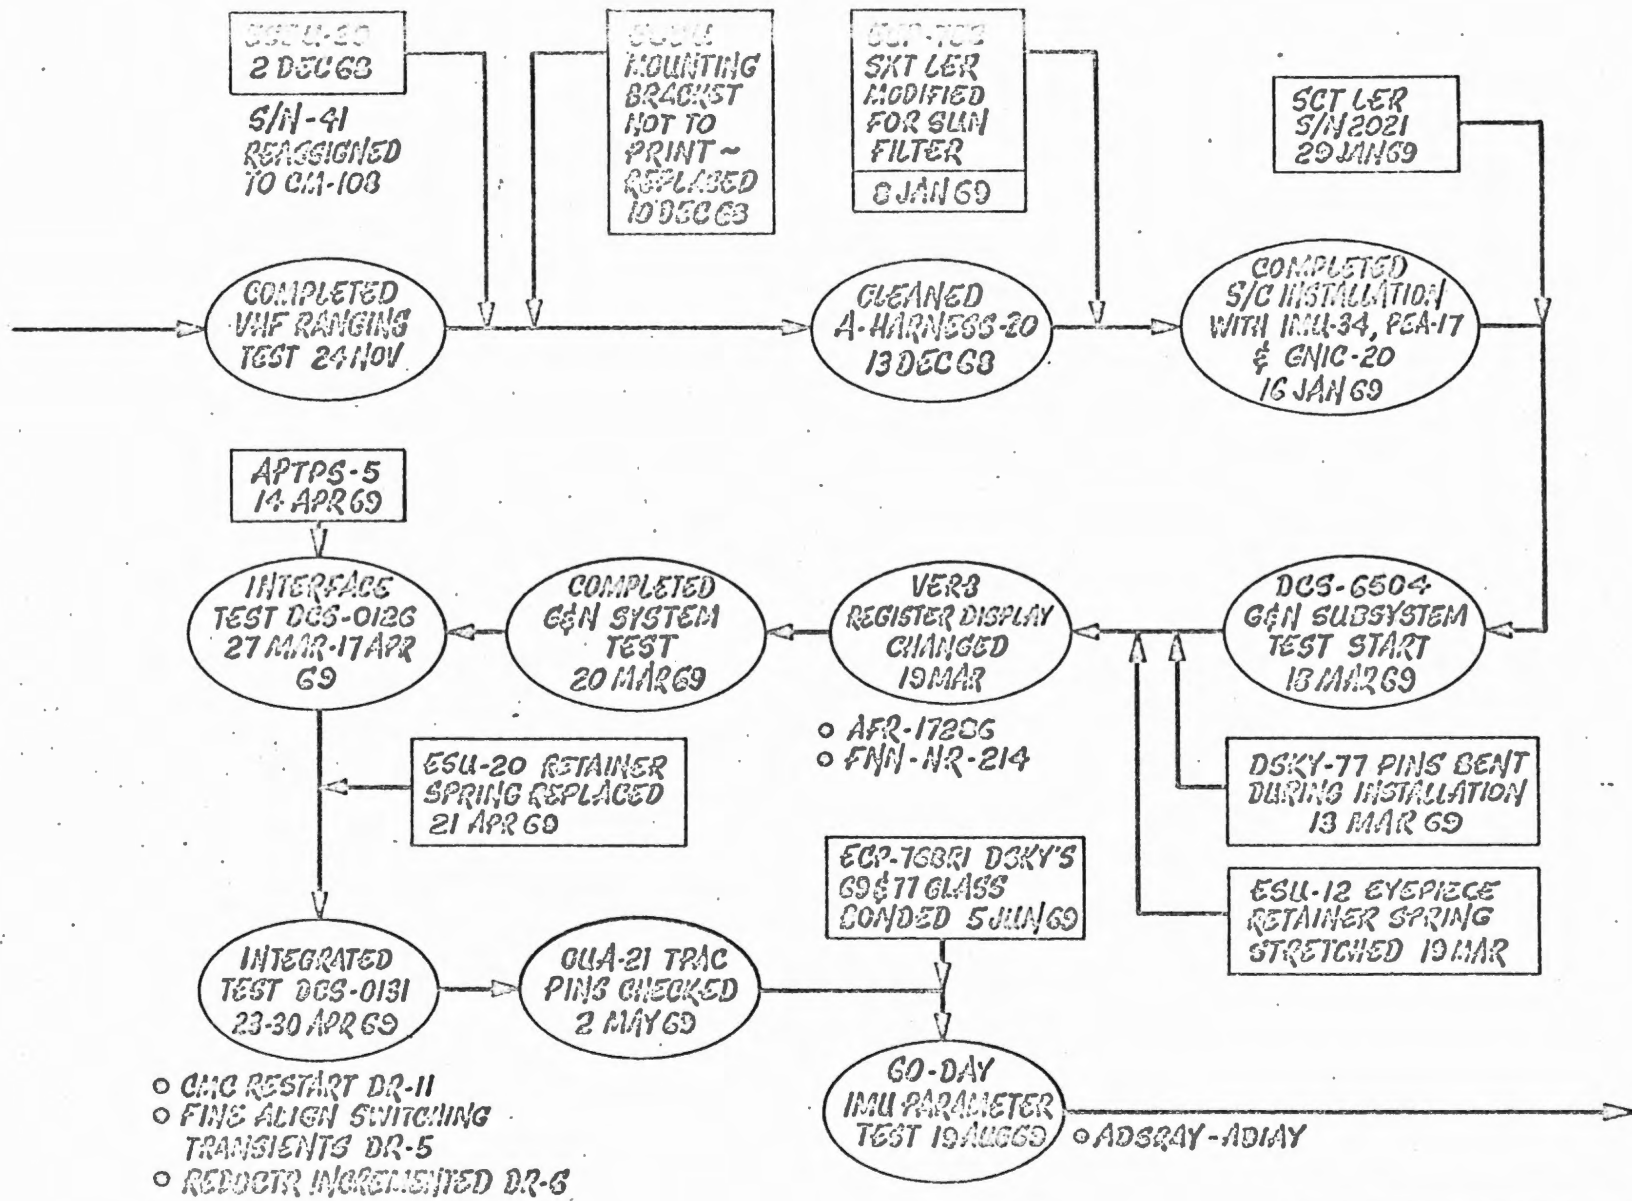 2 DEC 68
S/N-41
REASSIGNED
TO CM-108
MOUNTING
BRACKET
NOT TO
PRINT~
REPLACED
10 DEC 68
SXT LER
MODIFIED
FOR SUN
FILTER
8 JAN 69
SCT LER
S/N 2021
29 JAN 69
COMPLETED
VHF RANGING
TEST 24 NOV
CLEANED
A-HARNESS-20
13 DEC 68
COMPLETED
S/C INSTALLATION
WITH IMU-34, PEA-17
& GNIC-20
16 JAN 69
APTPS-5
14 APR 69
INTERFACE
TEST DCS-0126
27 MAR-17 APR
69
COMPLETED
G&N SYSTEM
TEST
20 MAR 69
VERB
REGISTER DISPLAY
CHANGED
19 MAR
o AFR-17286
o FNN-NR-214
DCS-6504
G&N SUBSYSTEM
TEST START
18 MAR 69
ESU-20 RETAINER
SPRING REPLACED
21 APR 69
DSKY-77 PINS BENT
DURING INSTALLATION
13 MAR 69
ECP-768R1 DSKY'S
69 & 77 GLASS
BONDED 5 JUN 69
ESU-12 EYEPIECE
RETAINER SPRING
STRETCHED 19 MAR
INTEGRATED
TEST DCS-0131
23-30 APR 69
OUA-21 TPAC
PINS CHECKED
2 MAY 69
o CMC RESTART DR-11
o FINE ALIGN SWITCHING
TRANSIENTS DR-5
o REDOCTR INCREMENTED DR-6
60-DAY
IMU PARAMETER
TEST 19 AUG 69
o ADSRAY-ADIAY